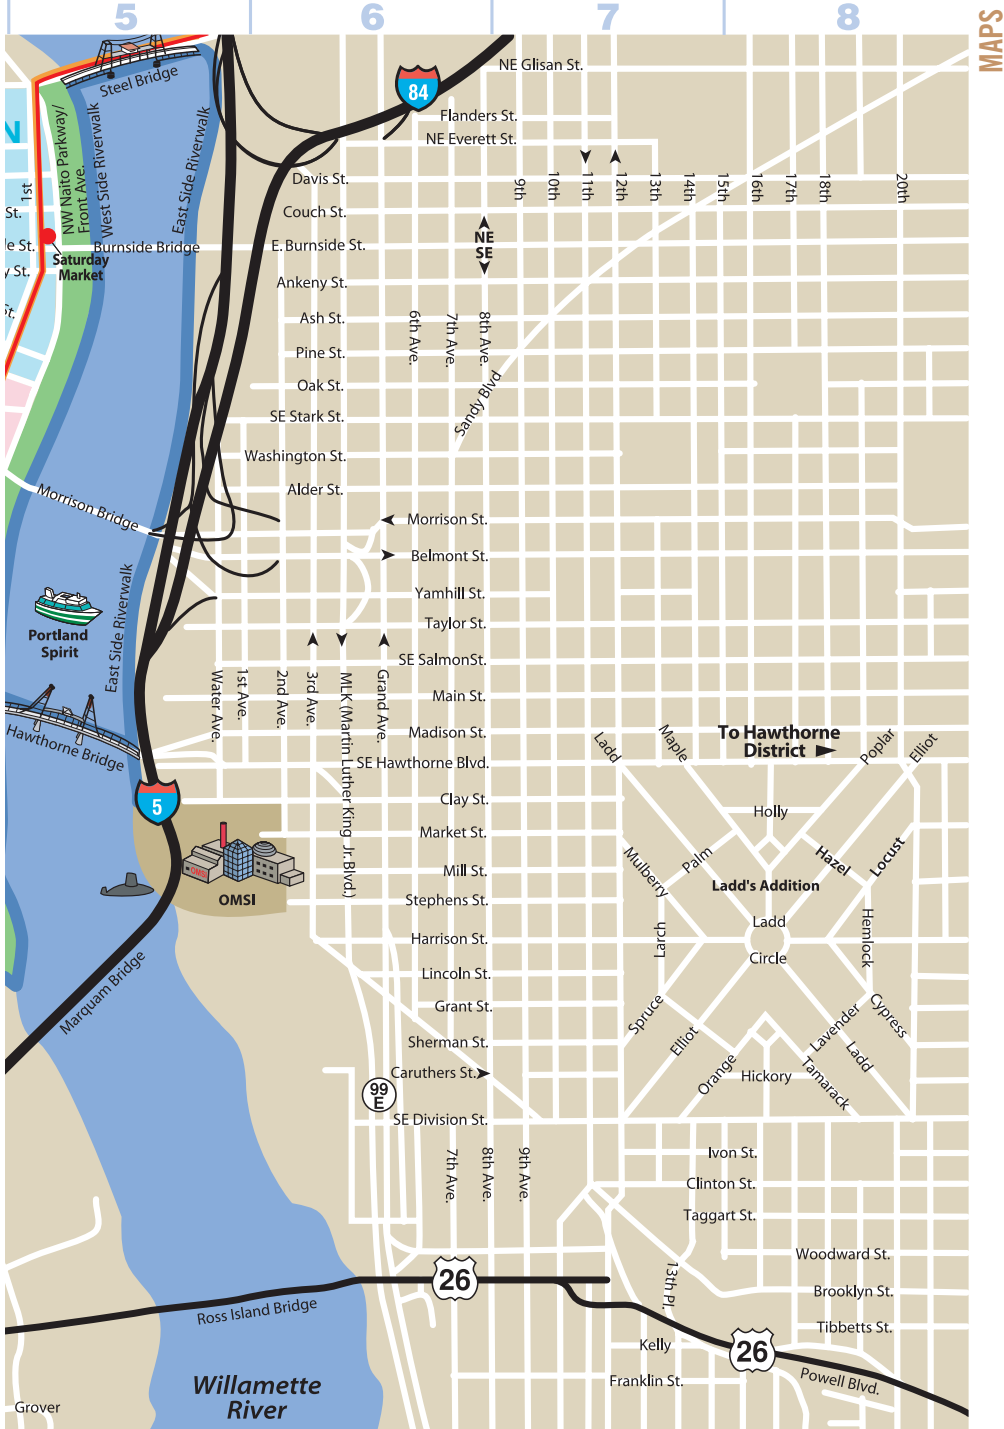 5
6
7
8
MAPS
Steel Bridge
84
NE Glisan St.
Flanders St.
NE Everett St.
N
1st
NW Naito Parkway/
Front Ave.
West Side Riverwalk
East Side Riverwalk
Davis St.
9th
10th
11th
12th
13th
14th
15th
16th
17th
18th
20th
St.
Couch St.
NE
SE
le St.
Burnside Bridge
E. Burnside St.
Saturday
Market
y St.
Ankeny St.
St.
Ash St.
6th Ave.
7th Ave.
8th Ave.
Pine St.
Oak St.
Sandy Blvd
SE Stark St.
Washington St.
Alder St.
Morrison Bridge
Morrison St.
Belmont St.
East Side Riverwalk
Yamhill St.
Portland
Spirit
Taylor St.
SE Salmon St.
Water Ave.
1st Ave.
2nd Ave.
3rd Ave.
MLK (Martin Luther King Jr. Blvd.)
Grand Ave.
Main St.
Hawthorne Bridge
Madison St.
Ladd
Maple
To Hawthorne
District
Poplar
Elliot
SE Hawthorne Blvd.
5
Clay St.
Holly
Market St.
Mulberry
Palm
Hazel
Locust
OMSI
Mill St.
Ladd's Addition
OMSI
Stephens St.
Larch
Ladd
Circle
Hemlock
Harrison St.
Marquam Bridge
Lincoln St.
Grant St.
Spruce
Elliot
Lavender
Cypress
Sherman St.
Ladd
Caruthers St.
Orange
Hickory
Tamarack
99
E
SE Division St.
7th Ave.
8th Ave.
9th Ave.
Ivon St.
Clinton St.
Taggart St.
Woodward St.
26
13th Pl.
Brooklyn St.
Ross Island Bridge
Tibbetts St.
Kelly
26
Franklin St.
Powell Blvd.
Willamette
River
Grover